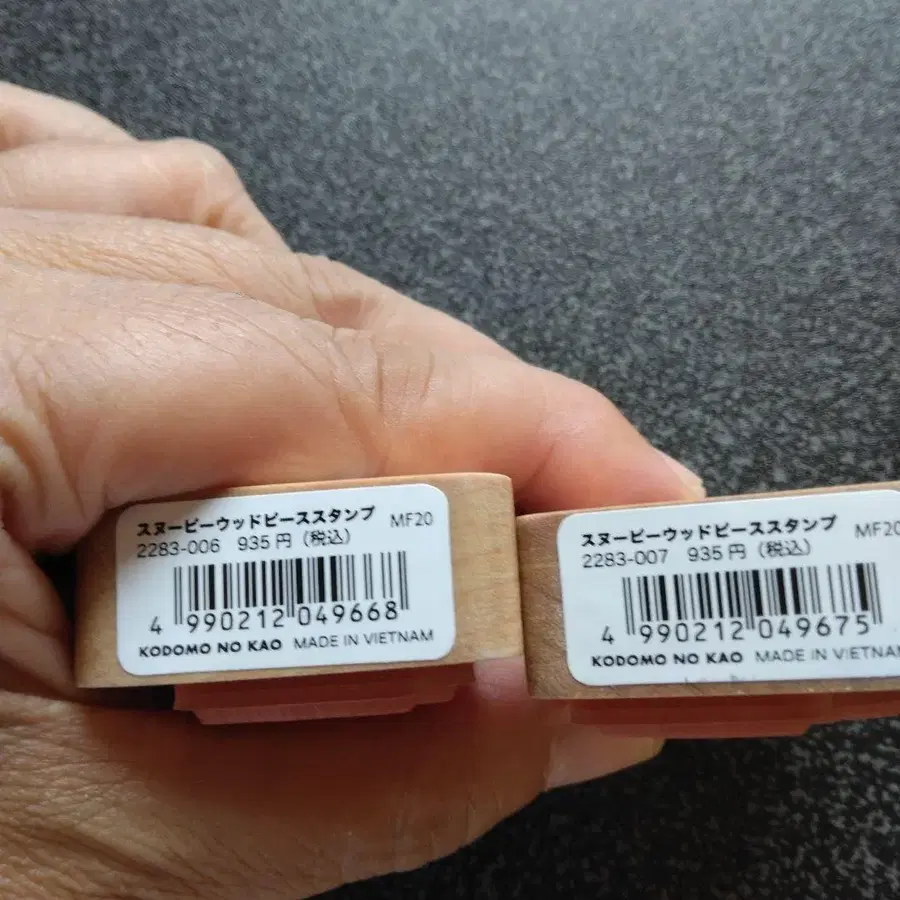 スヌーピーウッドピーススタンプ MF20
2283-006 935円(税込)
4 990212 049668
KODOMO NO KAO MADE IN VIETNAM
スヌーピーウッドピーススタンプ MF20
2283-007 935円(税込)
4 990212 049675
KODOMO NO KAO MADE IN VIETNAM